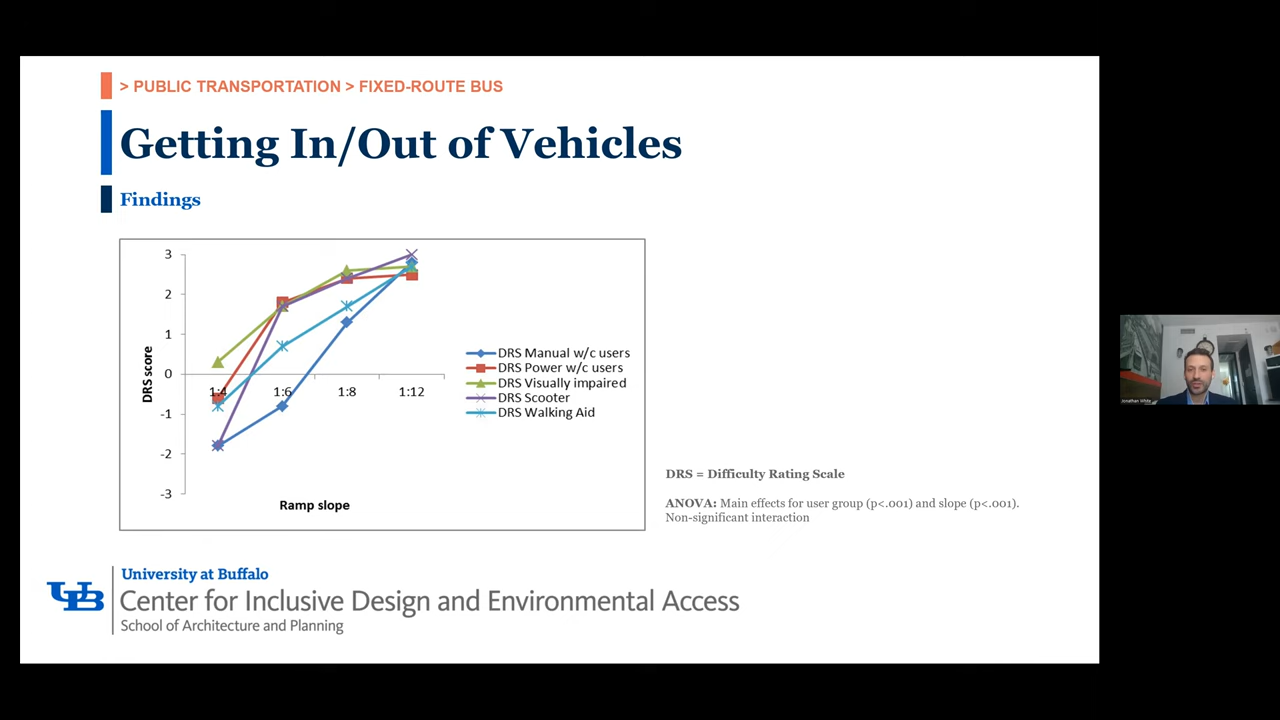 > PUBLIC TRANSPORTATION > FIXED-ROUTE BUS
Getting In/Out of Vehicles
Findings
3
2
1
0
-1
-2
-3
DRS score
1:4
1:6
1:8
1:12
Ramp slope
DRS Manual w/c users
DRS Power w/c users
DRS Visually impaired
DRS Scooter
DRS Walking Aid
DRS = Difficulty Rating Scale
ANOVA: Main effects for user group (p<.001) and slope (p<.001).
Non-significant interaction
Jonathan White
UB
University at Buffalo
Center for Inclusive Design and Environmental Access
School of Architecture and Planning